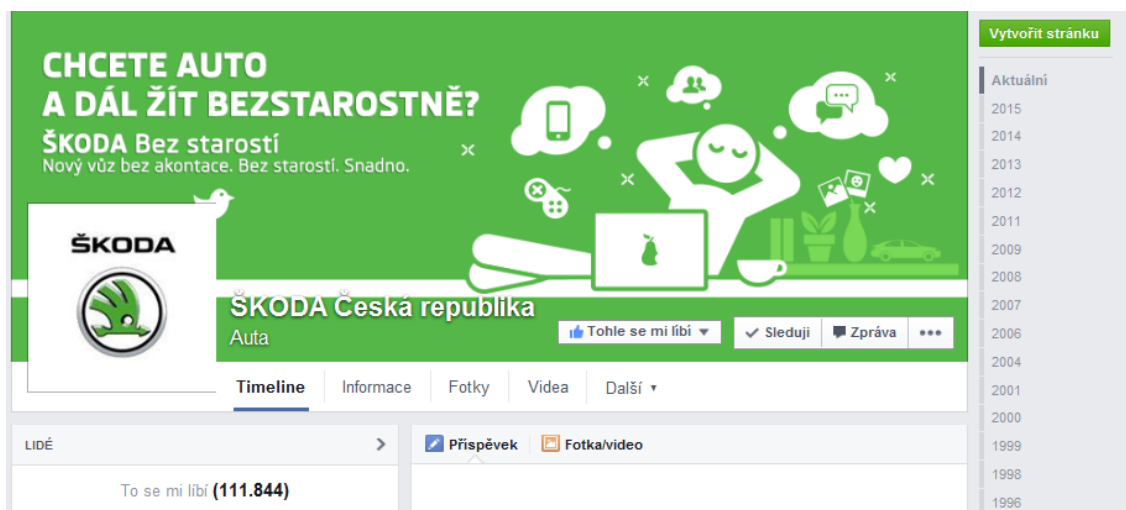 CHCETE AUTO
A DÁL ŽÍT BEZSTAROSTNĚ?
ŠKODA Bez starostí
Nový vůz bez akontace. Bez starostí. Snadno.
ŠKODA
ŠKODA Česká republika
Auta
Tohle se mi líbí
Sleduji
Zpráva
Timeline
Informace
Fotky
Videa
Další
LIDÉ
To se mi líbí (111.844)
Příspěvek
Fotka/video
Vytvořit stránku
Aktuální
2015
2014
2013
2012
2011
2009
2008
2007
2006
2004
2001
2000
1999
1998
1996